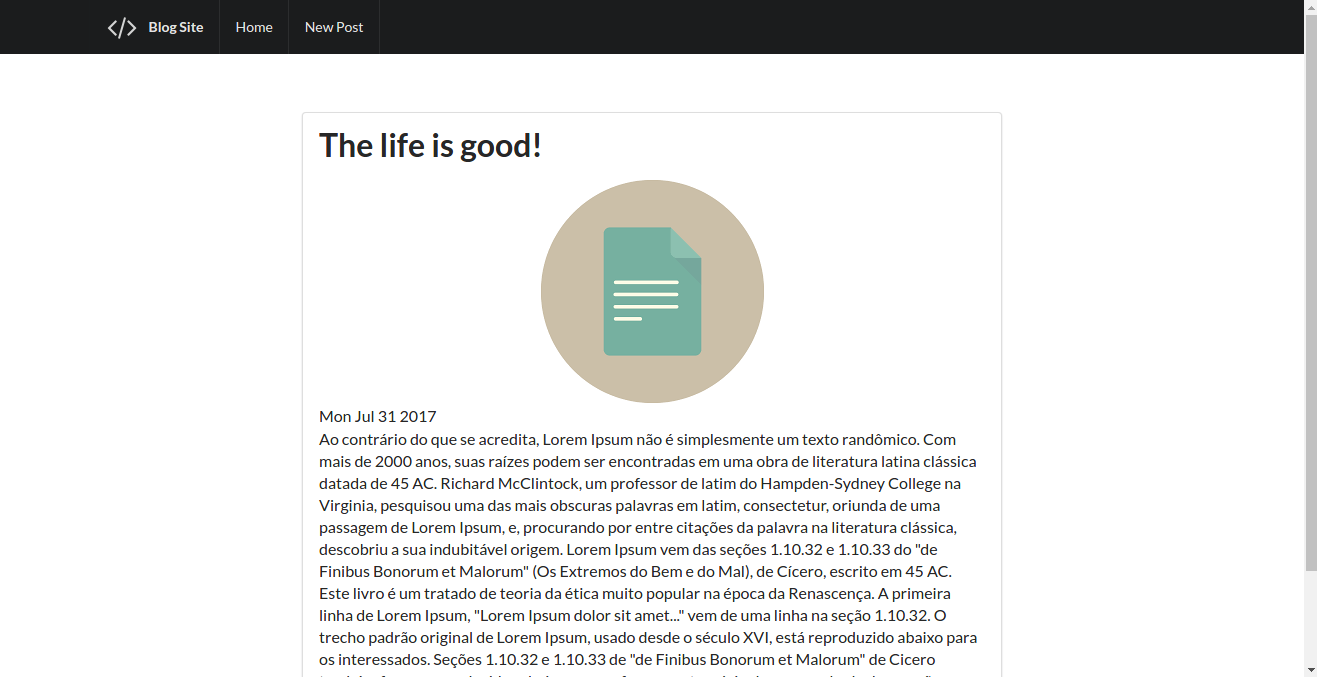 Blog Site
Home
New Post
The life is good!
Mon Jul 31 2017
Ao contrário do que se acredita, Lorem Ipsum não é simplesmente um texto randômico. Com
mais de 2000 anos, suas raízes podem ser encontradas em uma obra de literatura latina clássica
datada de 45 AC. Richard McClintock, um professor de latim do Hampden-Sydney College na
Virginia, pesquisou uma das mais obscuras palavras em latim, consectetur, oriunda de uma
passagem de Lorem Ipsum, e, procurando por entre citações da palavra na literatura clássica,
descobriu a sua indubitável origem. Lorem Ipsum vem das seções 1.10.32 e 1.10.33 do "de
Finibus Bonorum et Malorum" (Os Extremos do Bem e do Mal), de Cícero, escrito em 45 AC.
Este livro é um tratado de teoria da ética muito popular na época da Renascença. A primeira
linha de Lorem Ipsum, "Lorem Ipsum dolor sit amet..." vem de uma linha na seção 1.10.32. O
trecho padrão original de Lorem Ipsum, usado desde o século XVI, está reproduzido abaixo para
os interessados. Seções 1.10.32 e 1.10.33 de "de Finibus Bonorum et Malorum" de Cicero